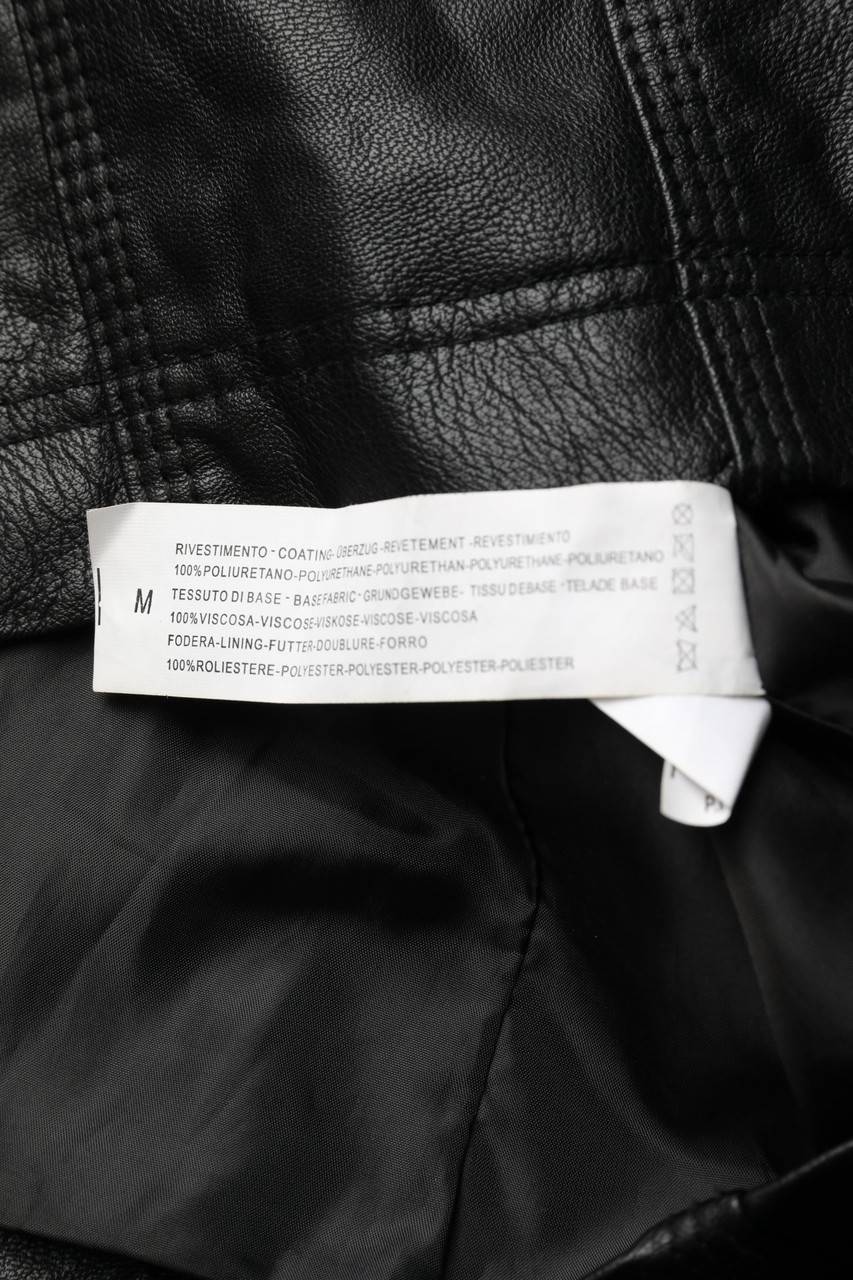 M
RIVESTIMENTO - COATING-ÜBERZUG-REVETEMENT -REVESTIMIENTO
100%POLIURETANO-POLYURETHANE-POLYURETHAN-POLYURETHANE-POLIURETANO
TESSUTO DI BASE - BASEFABRIC-GRUNDGEWEBE- TISSU DEBASE -TELADE BASE
100%VISCOSA-VISCOSE-VISKOSE-VISCOSE-VISCOSA
FODERA-LINING-FUTTER-DOUBLURE-FORRO
100%ROLIESTERE-POLYESTER-POLYESTER-POLYESTER-POLIESTER